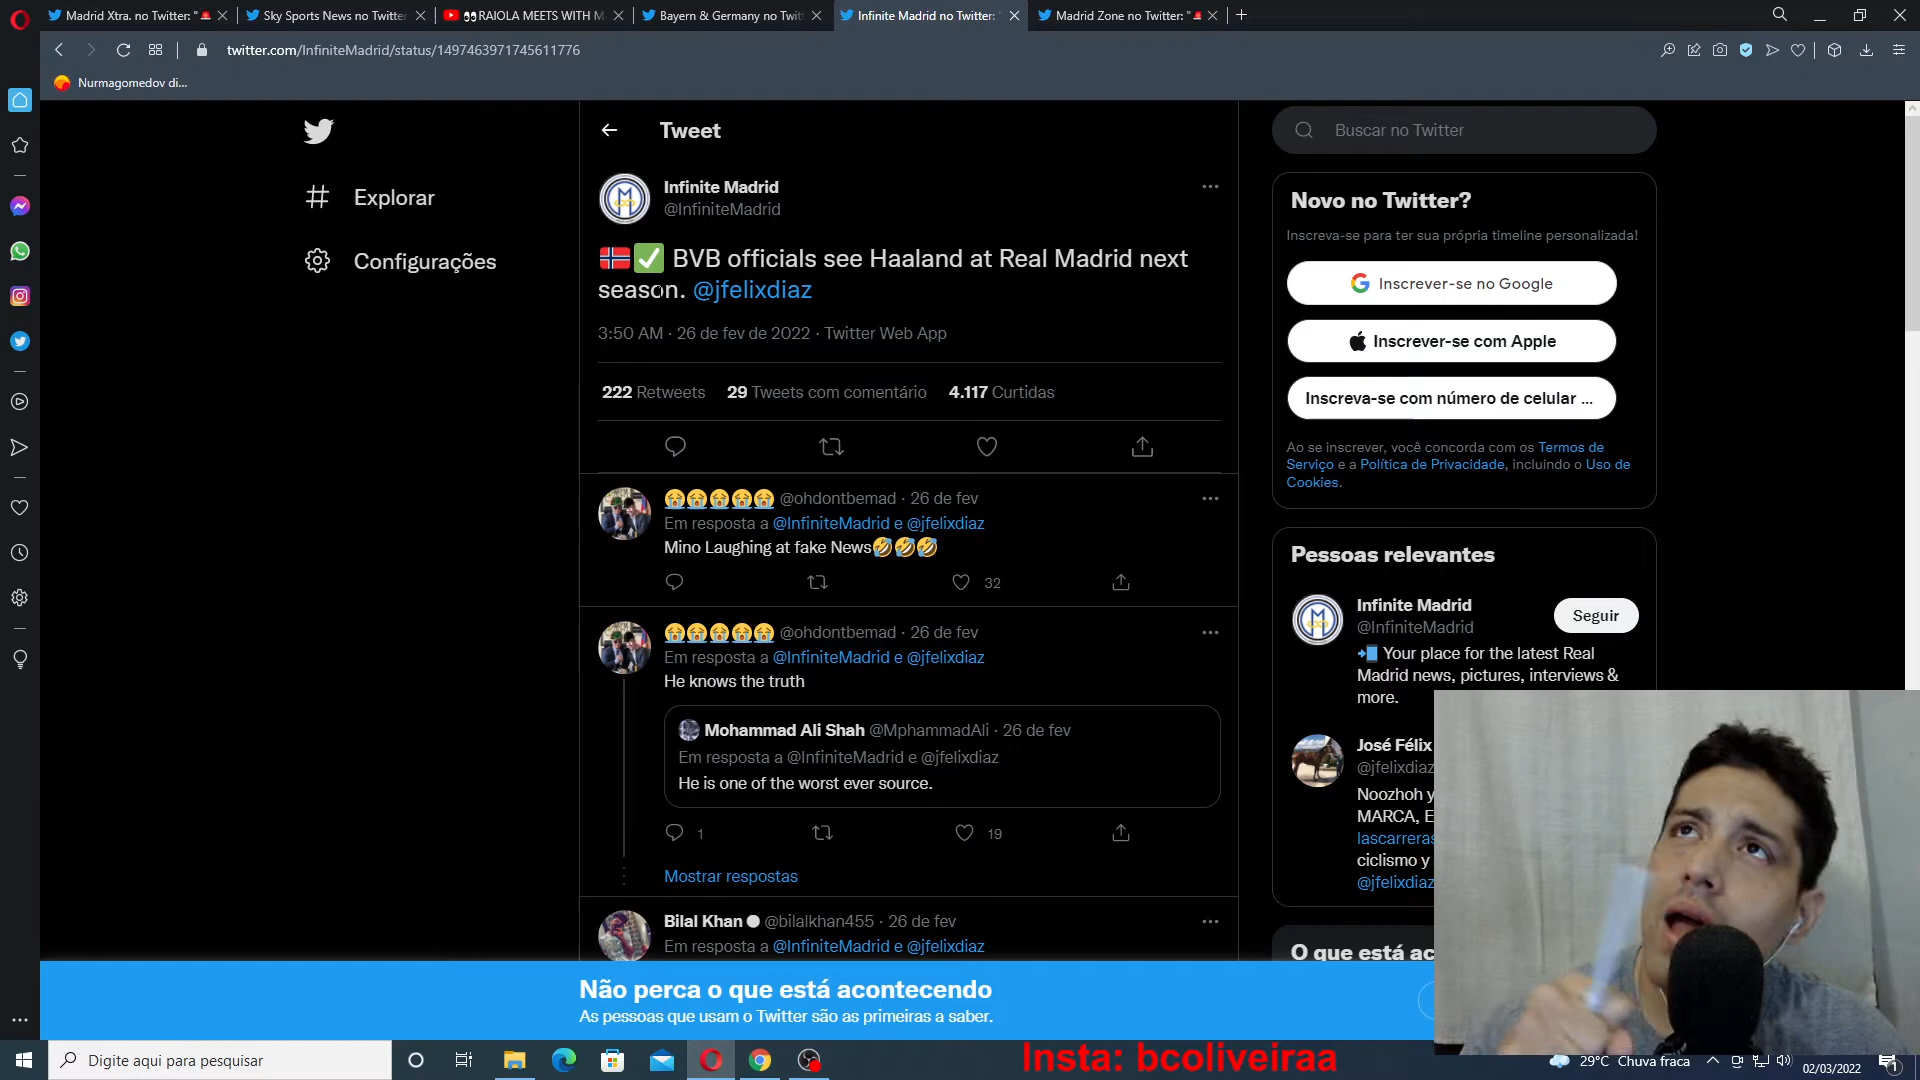 Madrid Xtra. no Twitter: "
Sky Sports News no Twitter
RAIOLA MEETS WITH M
Bayern & Germany no Twit
Infinite Madrid no Twitter: "
Madrid Zone no Twitter: "
twitter.com/InfiniteMadrid/status/1497463971745611776
Nurmagomedov di...
Explorar
Configurações
Tweet
Infinite Madrid
@InfiniteMadrid
🇳🇴✅ BVB officials see Haaland at Real Madrid next
season. @jfelixdiaz
3:50 AM · 26 de fev de 2022 · Twitter Web App
222 Retweets 29 Tweets com comentário 4.117 Curtidas
😭😭😭😭😭 @ohdontbemad · 26 de fev
Em resposta a @InfiniteMadrid e @jfelixdiaz
Mino Laughing at fake News🤣🤣🤣
32
😭😭😭😭😭 @ohdontbemad · 26 de fev
Em resposta a @InfiniteMadrid e @jfelixdiaz
He knows the truth
Mohammad Ali Shah @MphammadAli · 26 de fev
Em resposta a @InfiniteMadrid e @jfelixdiaz
He is one of the worst ever source.
1 19
Mostrar respostas
Bilal Khan @bilalkhan455 · 26 de fev
Em resposta a @InfiniteMadrid e @jfelixdiaz
Buscar no Twitter
Novo no Twitter?
Inscreva-se para ter sua própria timeline personalizada!
Inscrever-se no Google
Inscrever-se com Apple
Inscreva-se com número de celular ...
Ao se inscrever, você concorda com os Termos de
Serviço e a Política de Privacidade, incluindo o Uso de
Cookies.
Pessoas relevantes
Infinite Madrid
@InfiniteMadrid
Seguir
📲 Your place for the latest Real
Madrid news, pictures, interviews &
more.
José Félix
@jfelixdiaz
Noozhoh y
MARCA, E
lascarreras
ciclismo y
@jfelixdiaz
O que está ac
Não perca o que está acontecendo
As pessoas que usam o Twitter são as primeiras a saber.
Digite aqui para pesquisar
Insta: bcoliveiraa
29°C Chuva fraca
02/03/2022
1